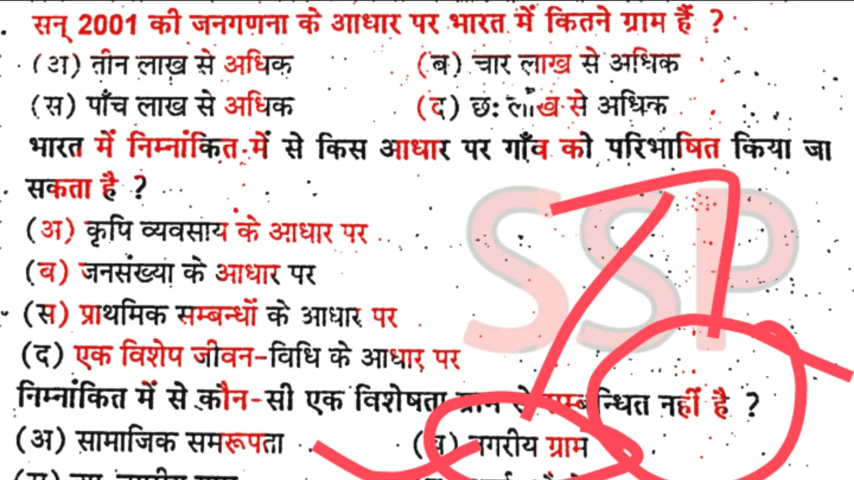 सन् 2001 की जनगणना के आधार पर भारत में कितने ग्राम हैं ?
(अ) तीन लाख से अधिक (ब) चार लाख से अधिक
(स) पाँच लाख से अधिक (द) छः लाख से अधिक
भारत में निम्नांकित में से किस आधार पर गाँव को परिभाषित किया जा
सकता है ?
(अ) कृषि व्यवसाय के आधार पर
(ब) जनसंख्या के आधार पर
(स) प्राथमिक सम्बन्धों के आधार पर
(द) एक विशेष जीवन-विधि के आधार पर
SSP
निम्नांकित में से कौन-सी एक विशेषता ग्राम से सम्बन्धित नहीं है ?
(अ) सामाजिक समरूपता (ब) नगरीय ग्राम